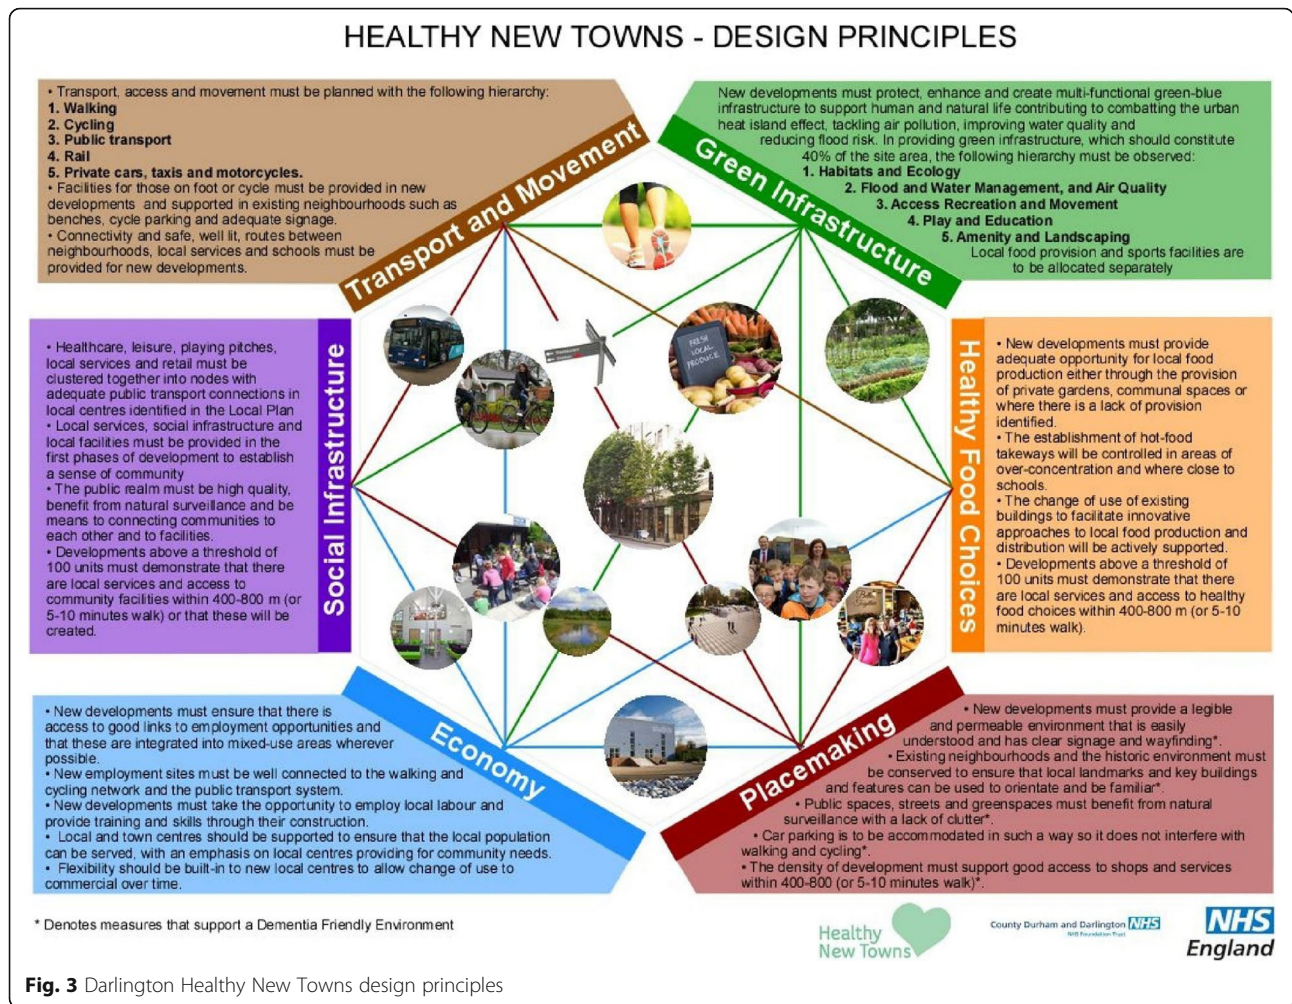 HEALTHY NEW TOWNS - DESIGN PRINCIPLES
• Transport, access and movement must be planned with the following hierarchy:
1. Walking
2. Cycling
3. Public transport
4. Rail
5. Private cars, taxis and motorcycles.
• Facilities for those on foot or cycle must be provided in new
developments and supported in existing neighbourhoods such as
benches, cycle parking and adequate signage.
• Connectivity and safe, well lit, routes between
neighbourhoods, local services and schools must be
provided for new developments.
Transport and Movement
New developments must protect, enhance and create multi-functional green-blue
infrastructure to support human and natural life contributing to combatting the urban
heat island effect, tackling air pollution, improving water quality and
reducing flood risk. In providing green infrastructure, which should constitute
40% of the site area, the following hierarchy must be observed:
1. Habitats and Ecology
2. Flood and Water Management, and Air Quality
3. Access Recreation and Movement
4. Play and Education
5. Amenity and Landscaping
Local food provision and sports facilities are
to be allocated separately
Green Infrastructure
• Healthcare, leisure, playing pitches,
local services and retail must be
clustered together into nodes with
adequate public transport connections in
local centres identified in the Local Plan
• Local services, social infrastructure and
local facilities must be provided in the
first phases of development to establish
a sense of community
• The public realm must be high quality,
benefit from natural surveillance and be
means to connecting communities to
each other and to facilities.
• Developments above a threshold of
100 units must demonstrate that there
are local services and access to
community facilities within 400-800 m (or
5-10 minutes walk) or that these will be
created.
Social Infrastructure
FRESH
LOCAL
PRODUCE
Healthy Food Choices
• New developments must provide
adequate opportunity for local food
production either through the provision
of private gardens, communal spaces or
where there is a lack of provision
identified.
• The establishment of hot-food
takeways will be controlled in areas of
over-concentration and where close to
schools.
• The change of use of existing
buildings to facilitate innovative
approaches to local food production and
distribution will be actively supported.
• Developments above a threshold of
100 units must demonstrate that there
are local services and access to healthy
food choices within 400-800 m (or 5-10
minutes walk).
• New developments must ensure that there is
access to good links to employment opportunities and
that these are integrated into mixed-use areas wherever
possible.
• New employment sites must be well connected to the walking and
cycling network and the public transport system.
• New developments must take the opportunity to employ local labour and
provide training and skills through their construction.
• Local and town centres should be supported to ensure that the local population
can be served, with an emphasis on local centres providing for community needs.
• Flexibility should be built-in to new local centres to allow change of use to
commercial over time.
Economy
Placemaking
• New developments must provide a legible
and permeable environment that is easily
understood and has clear signage and wayfinding*.
• Existing neighbourhoods and the historic environment must
be conserved to ensure that local landmarks and key buildings
and features can be used to orientate and be familiar*.
• Public spaces, streets and greenspaces must benefit from natural
surveillance with a lack of clutter*.
• Car parking is to be accommodated in such a way so it does not interfere with
walking and cycling*.
• The density of development must support good access to shops and services
within 400-800 (or 5-10 minutes walk)*.
* Denotes measures that support a Dementia Friendly Environment
Healthy
New Towns
County Durham and Darlington NHS
NHS Foundation Trust
NHS
England
Fig. 3 Darlington Healthy New Towns design principles